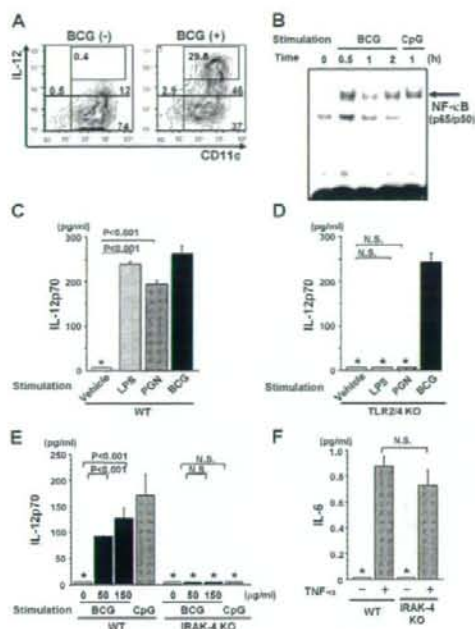 A
BCG (-)
BCG (+)
IL-12
0.4
0.6
12
74
29.8
2.9
46
37
CD11c
B
Stimulation BCG CpG
Time 0 0.5 1 2 1 (h)
NF-κB
(p65/p50)
C
(pg/ml)
P<0.001
P<0.001
IL-12p70
300
200
100
0
*
Stimulation
Vehicle
LPS
PGN
BCG
WT
D
(pg/ml)
N.S.
N.S.
IL-12p70
300
200
100
0
* * *
Stimulation
Vehicle
LPS
PGN
BCG
TLR2/4 KO
E
(pg/ml)
P<0.001
P<0.001
N.S.
N.S.
IL-12p70
250
200
150
100
50
0
* * * * *
0 50 150 0 50 150 (μg/ml)
Stimulation BCG CpG BCG CpG
WT IRAK-4 KO
F
(pg/ml)
N.S.
IL-6
1.0
0.8
0.6
0.4
0.2
0
* *
TNF-α − + − +
WT IRAK-4
KO